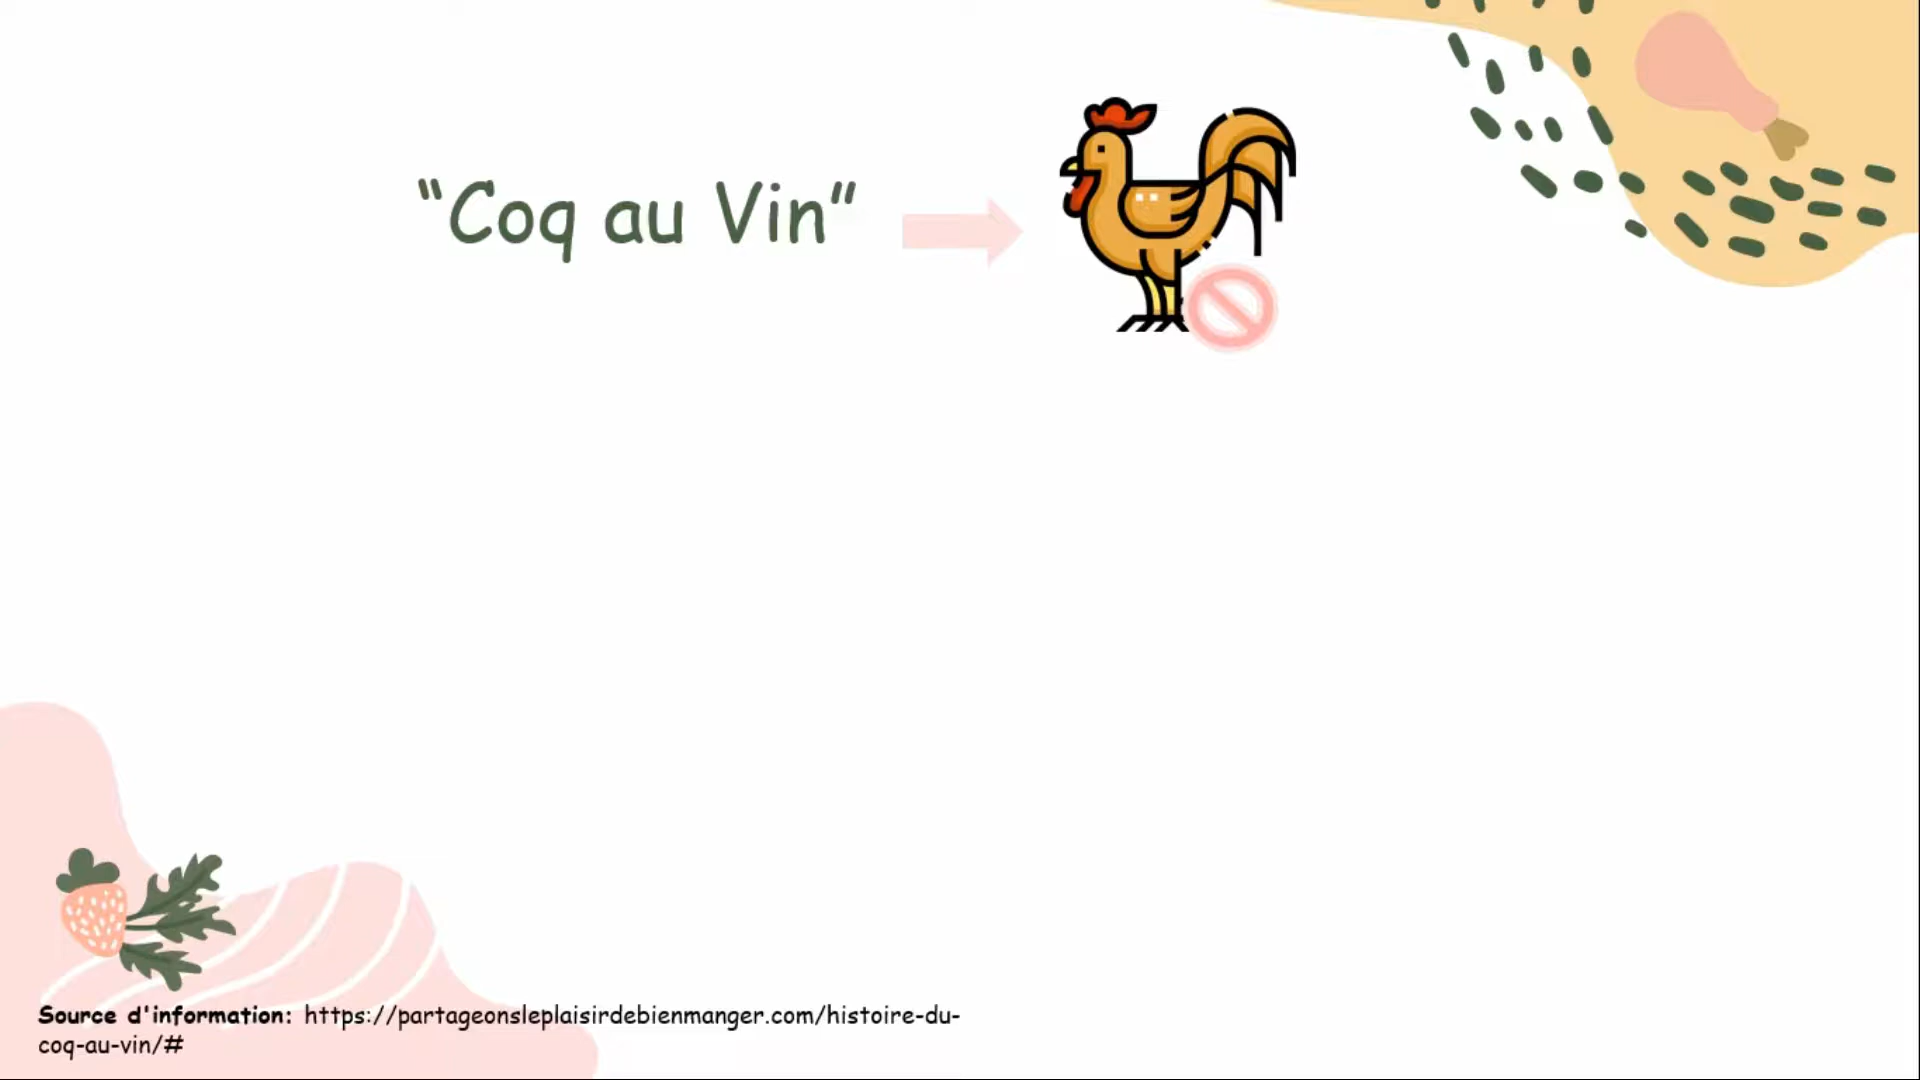 “Coq au Vin”
Source d'information: https://partageonsleplaisirdebienmanger.com/histoire-du-
coq-au-vin/#